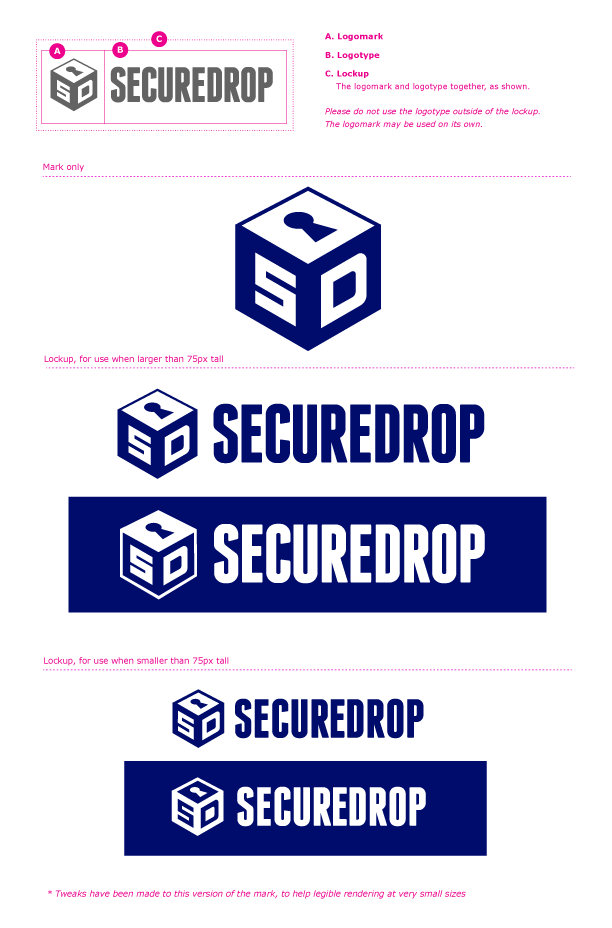 A B C
SD SECUREDROP
A. Logomark
B. Logotype
C. Lockup
The logomark and logotype together, as shown.
Please do not use the logotype outside of the lockup.
The logomark may be used on its own.
Mark only
SD
Lockup, for use when larger than 75px tall
SD SECUREDROP
SD SECUREDROP
Lockup, for use when smaller than 75px tall
SD SECUREDROP
SD SECUREDROP
* Tweaks have been made to this version of the mark, to help legible rendering at very small sizes